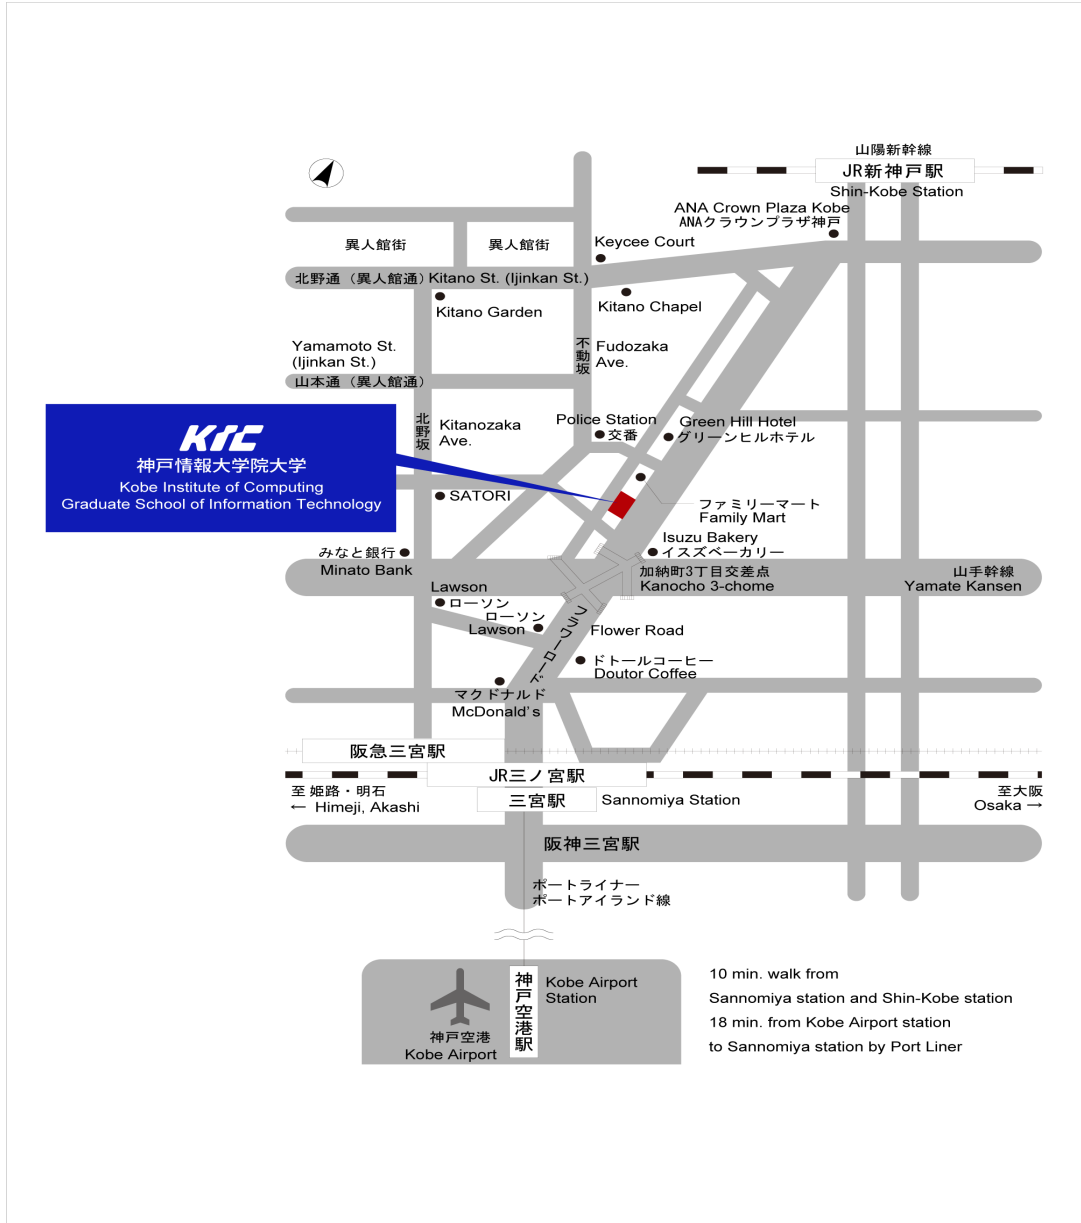 山陽新幹線
JR新神戸駅
Shin-Kobe Station
ANA Crown Plaza Kobe
ANAクラウンプラザ神戸
Keycee Court
異人館街
異人館街
北野通（異人館通）Kitano St. (Ijinkan St.)
Kitano Garden
Kitano Chapel
Yamamoto St.
(Ijinkan St.)
山本通（異人館通）
不動坂
Fudozaka
Ave.
北野坂
Kitanozaka
Ave.
Police Station
交番
Green Hill Hotel
グリーンヒルホテル
KIC
神戸情報大学院大学
Kobe Institute of Computing
Graduate School of Information Technology
SATORI
ファミリーマート
Family Mart
Isuzu Bakery
イスズベーカリー
みなと銀行
Minato Bank
加納町3丁目交差点
Kanocho 3-chome
山手幹線
Yamate Kansen
Lawson
ローソン
ローソン
Lawson
フラワーロード
Flower Road
ドトールコーヒー
Doutor Coffee
マクドナルド
McDonald's
阪急三宮駅
JR三ノ宮駅
三宮駅
Sannomiya Station
至 姫路・明石
← Himeji, Akashi
至大阪
Osaka →
阪神三宮駅
ポートライナー
ポートアイランド線
神戸空港駅
Kobe Airport
Station
神戸空港
Kobe Airport
10 min. walk from
Sannomiya station and Shin-Kobe station
18 min. from Kobe Airport station
to Sannomiya station by Port Liner